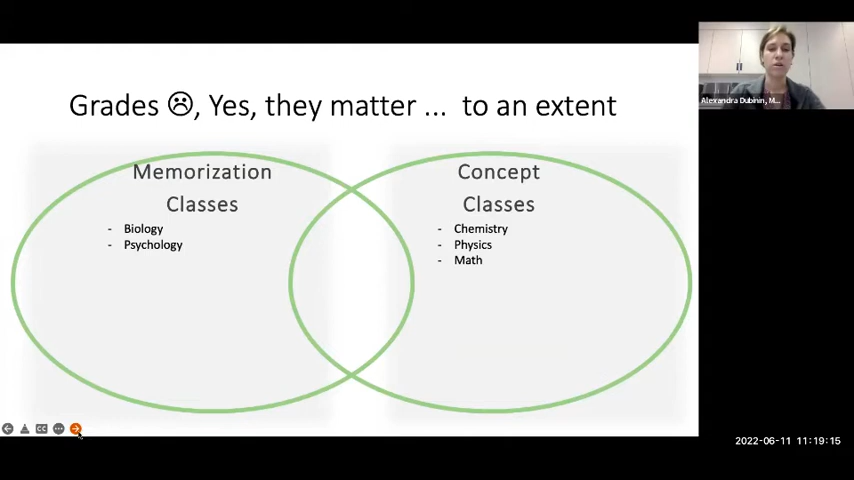 Grades ☹, Yes, they matter ... to an extent
Memorization
Classes
- Biology
- Psychology
Concept
Classes
- Chemistry
- Physics
- Math
Alexandra Dubinin, M...
CC
2022-06-11 11:19:15